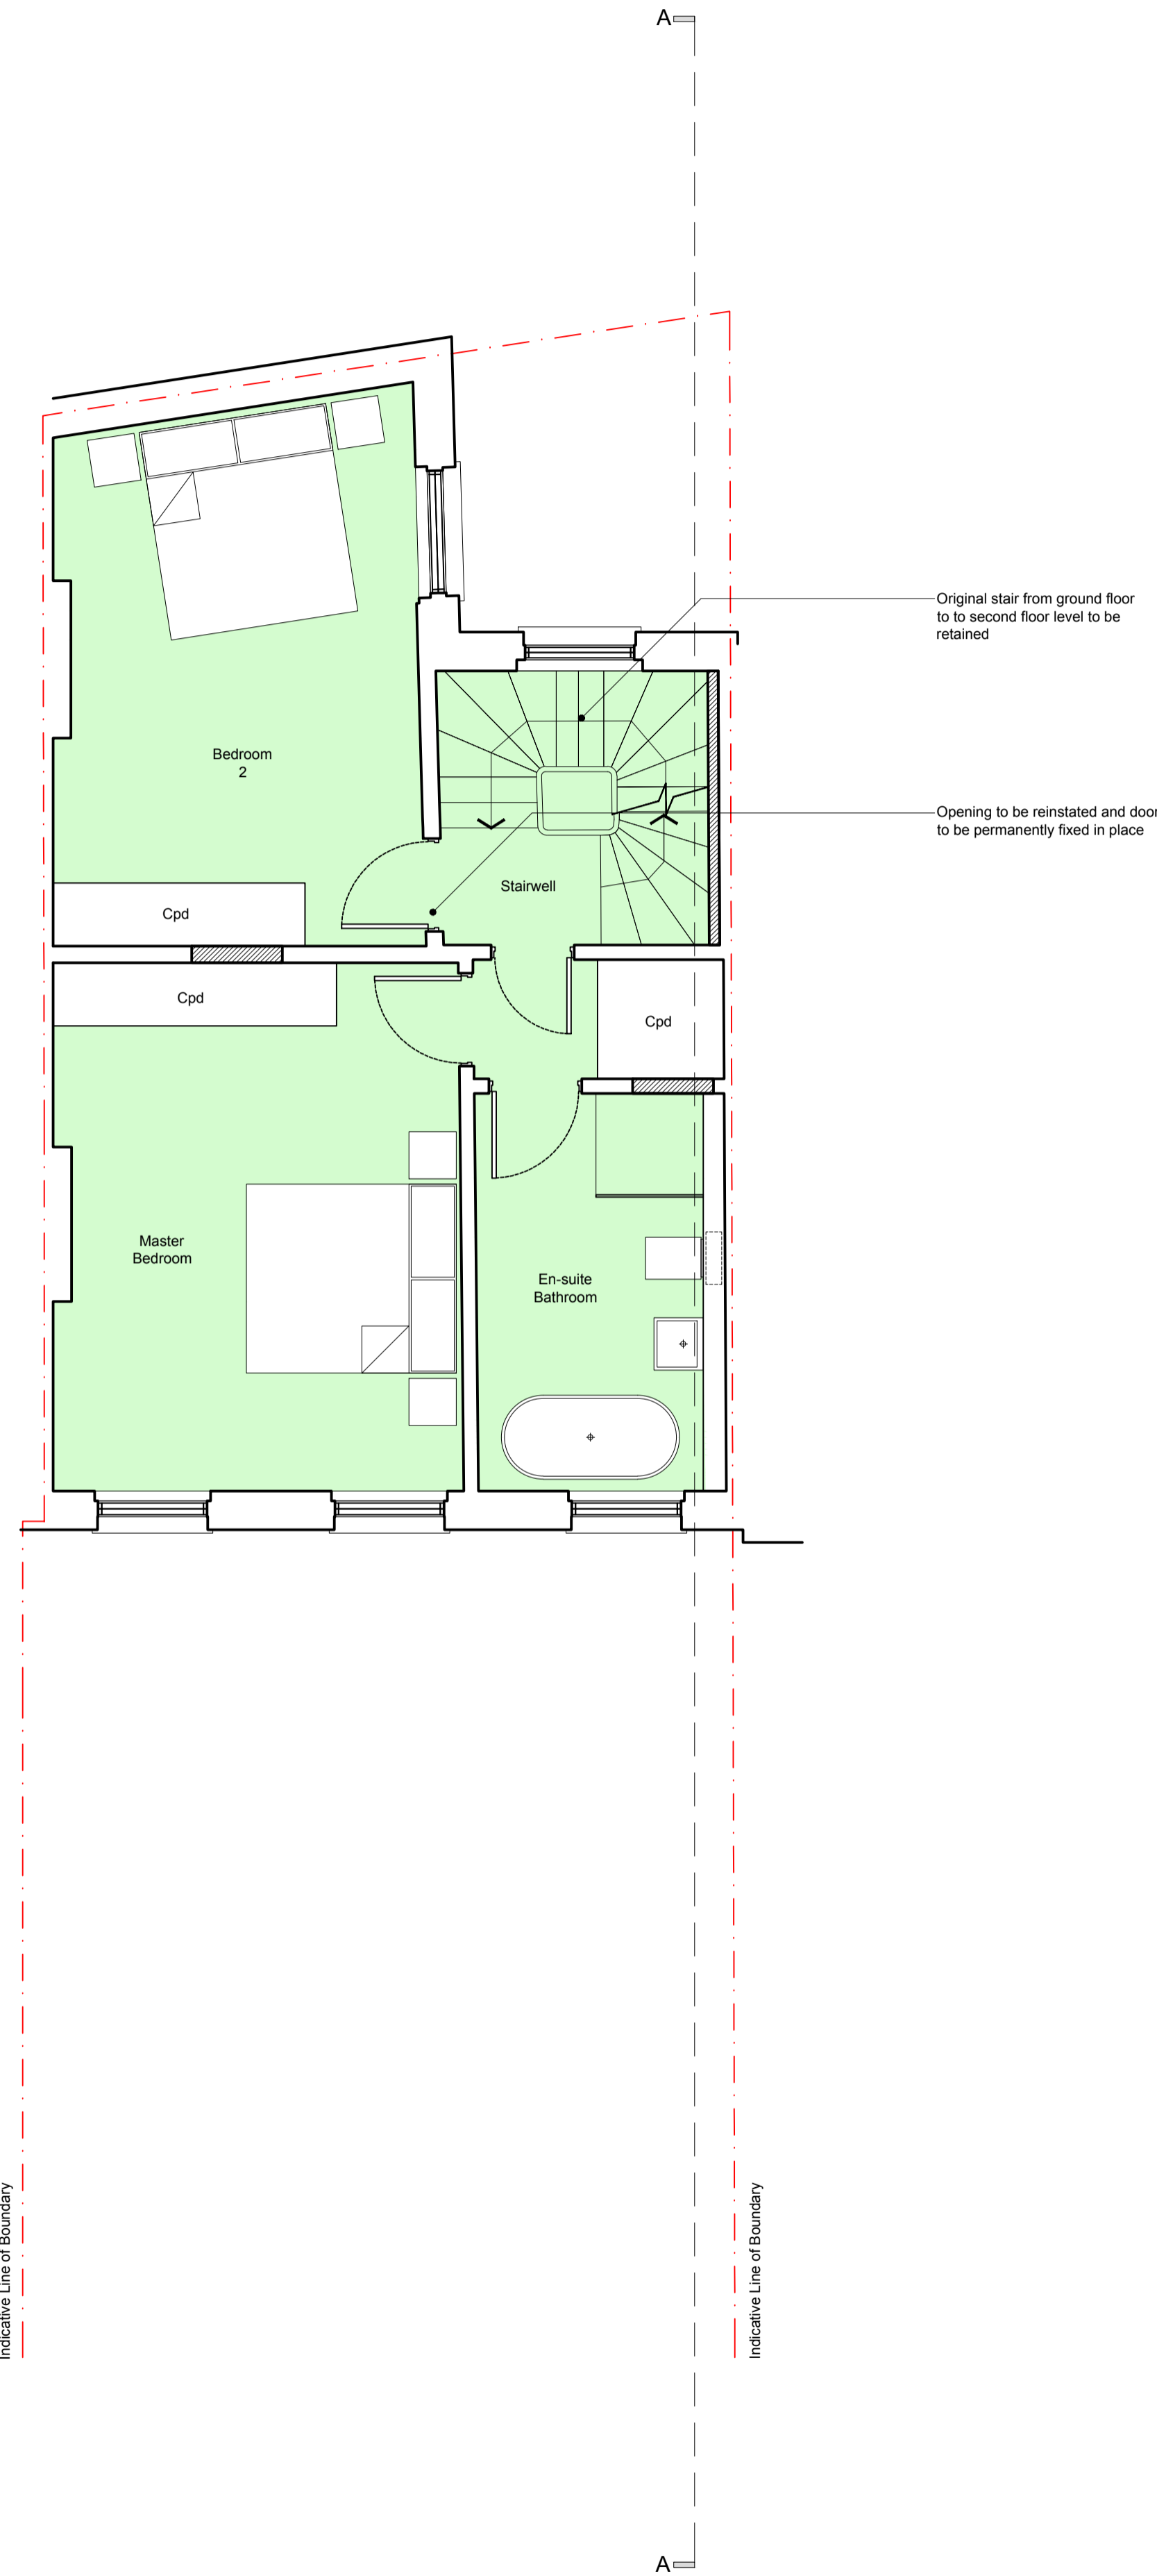 A
Original stair from ground floor
to to second floor level to be
retained
Bedroom
2
Opening to be reinstated and door
to be permanently fixed in place
Stairwell
Cpd
Cpd
Cpd
Master
Bedroom
En-suite
Bathroom
Indicative Line of Boundary
Indicative Line of Boundary
A